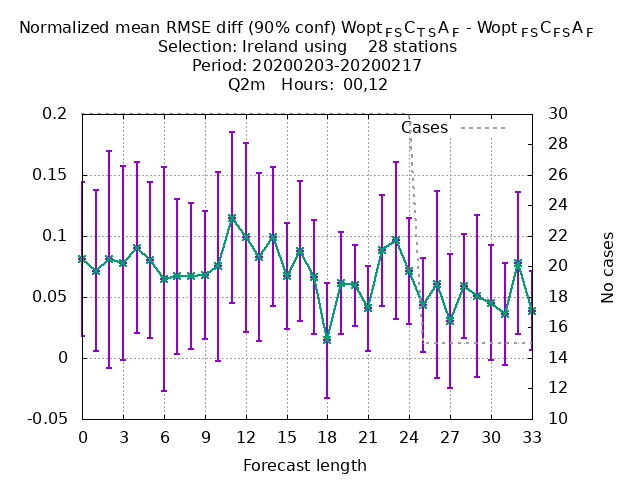 Normalized mean RMSE diff (90% conf) Wopt FS C TS A F - Wopt FS C FS A F
Selection: Ireland using 28 stations
Period: 20200203-20200217
Q2m Hours: 00,12
Cases
0.2
0.15
0.1
0.05
0
-0.05
30
28
26
24
22
20
18
16
14
12
10
No cases
0 3 6 9 12 15 18 21 24 27 30 33
Forecast length